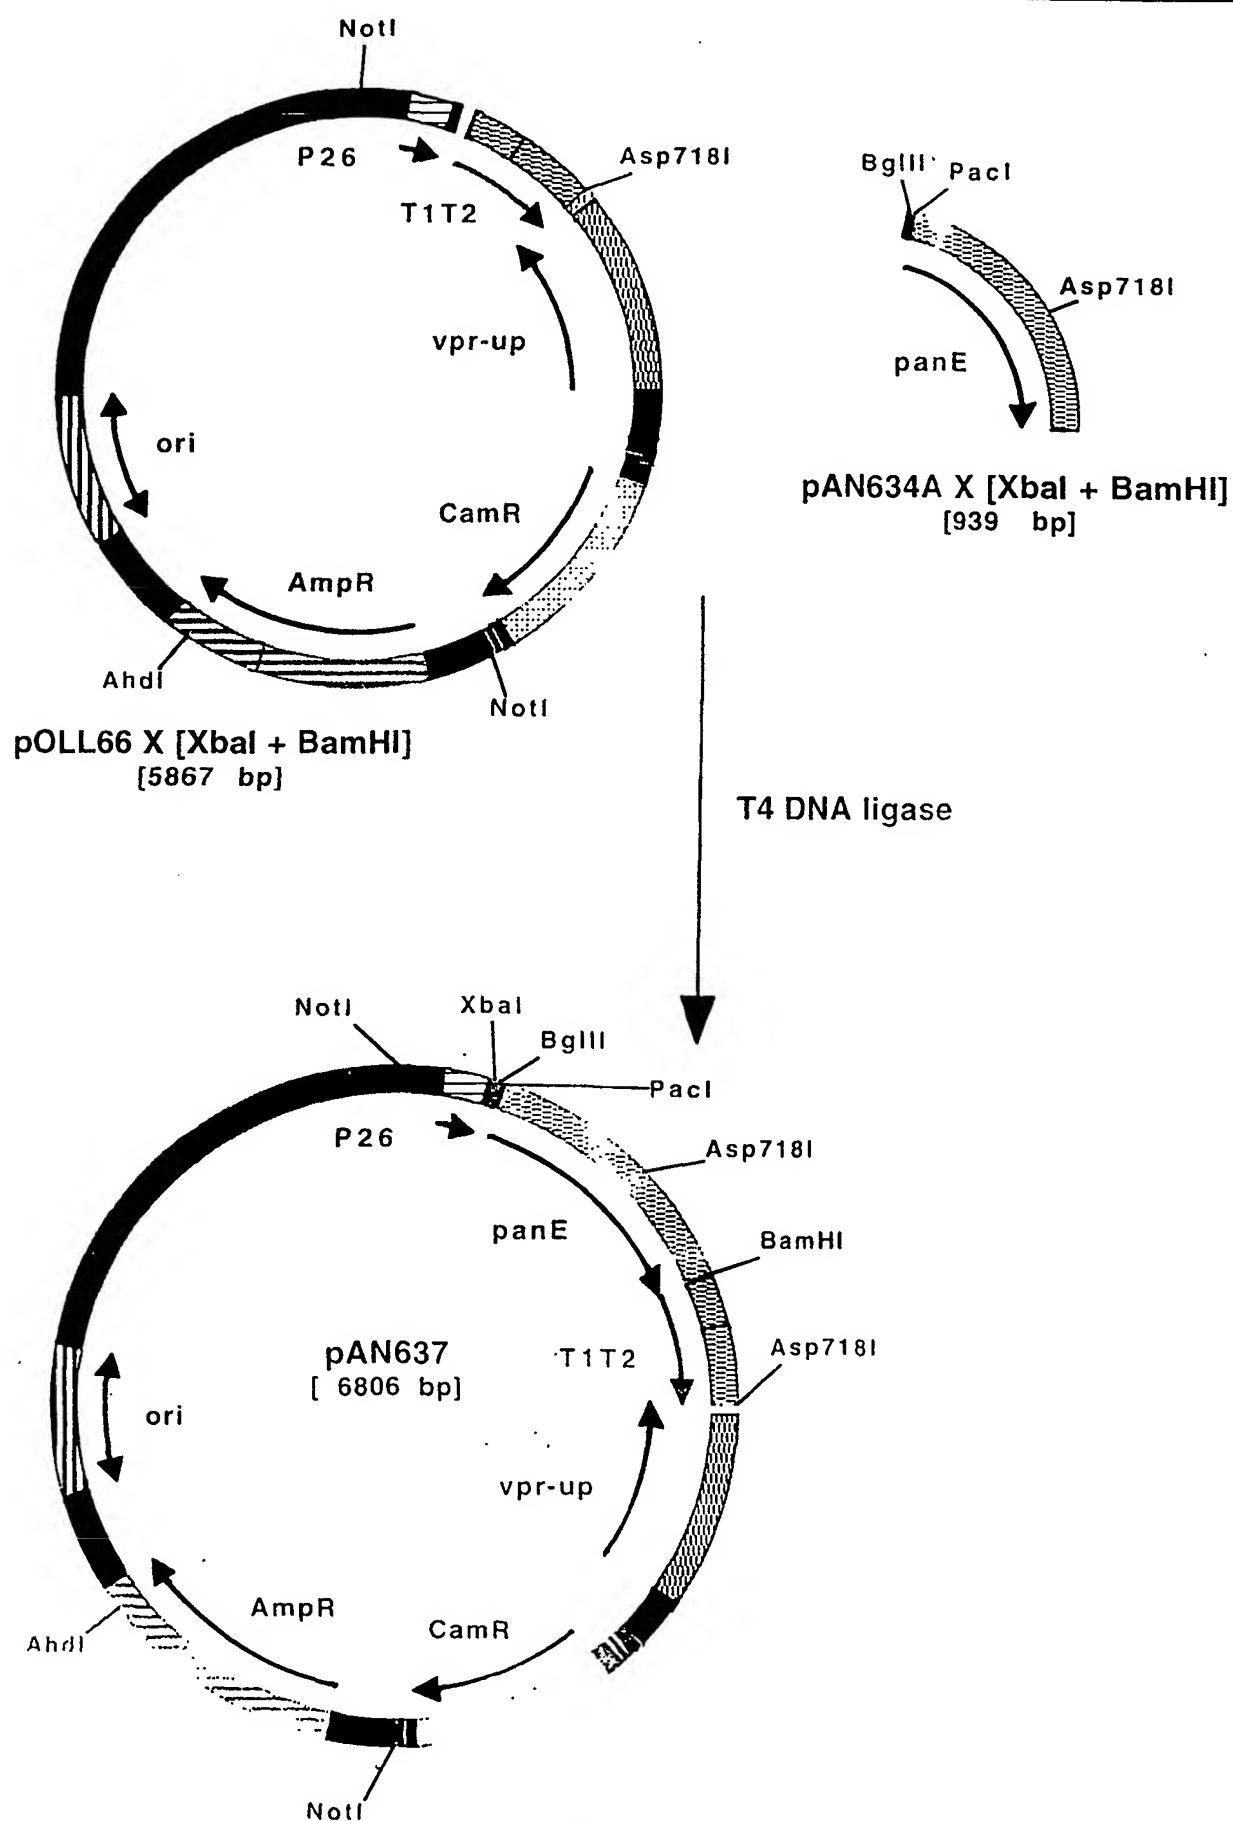 NotI
P26
Asp718I
T1T2
vpr-up
ori
CamR
AmpR
AhdI
NotI
pOLL66 X [XbaI + BamHI]
[5867 bp]
BglII
PacI
Asp718I
panE
pAN634A X [XbaI + BamHI]
[939 bp]
T4 DNA ligase
NotI
XbaI
BglII
PacI
P26
Asp718I
panE
BamHI
T1T2
Asp718I
pAN637
[ 6806 bp]
ori
vpr-up
AmpR
CamR
AhdI
NotI